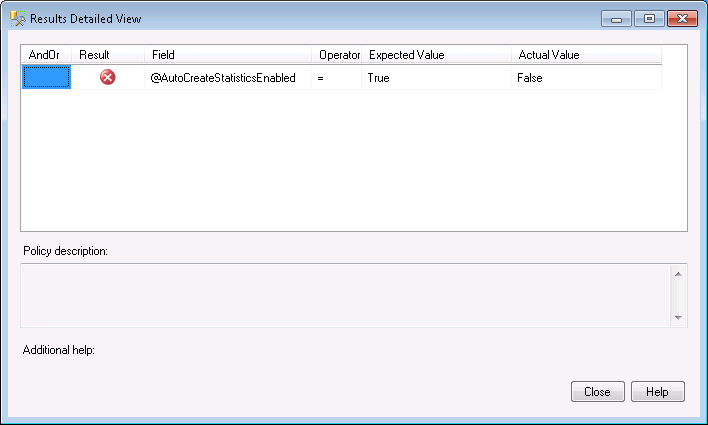 Results Detailed View
AndOr Result Field Operator Expected Value Actual Value
@AutoCreateStatisticsEnabled = True False
Policy description:
Additional help:
Close Help